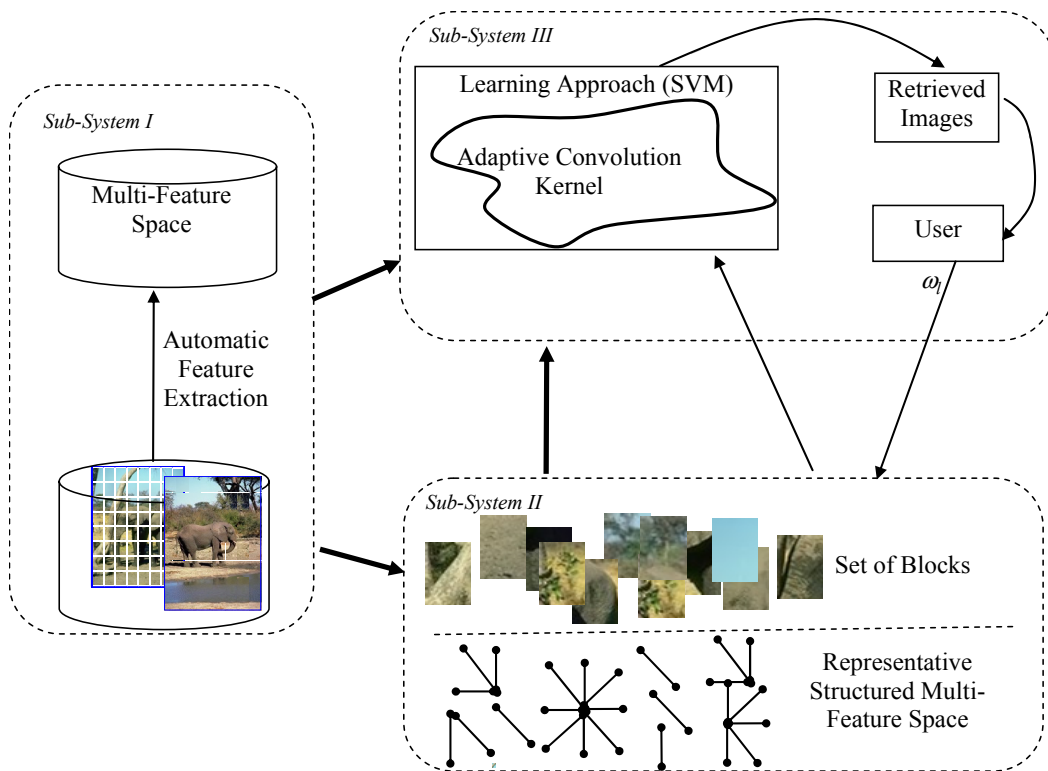 Sub-System I
Multi-Feature
Space
Automatic
Feature
Extraction
Sub-System III
Learning Approach (SVM)
Adaptive Convolution
Kernel
Retrieved
Images
User
ω_l
Sub-System II
Set of Blocks
Representative
Structured Multi-
Feature Space